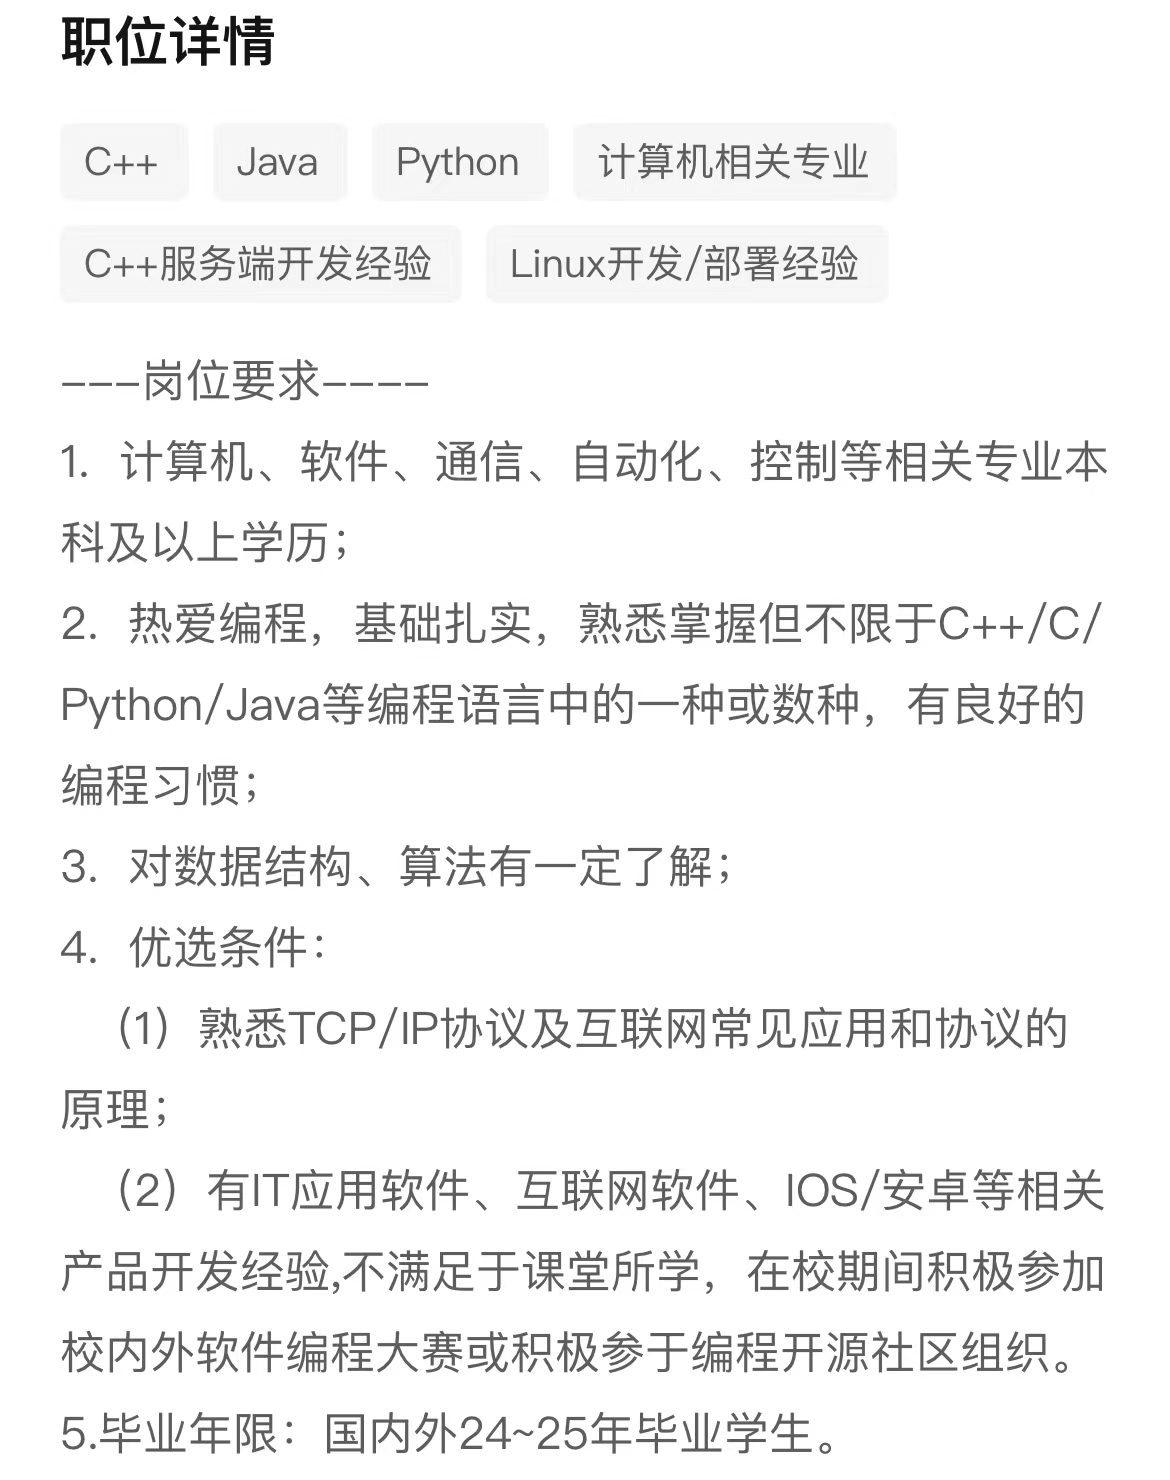 职位详情
C++ Java Python 计算机相关专业
C++服务端开发经验 Linux开发/部署经验
---岗位要求----
1. 计算机、软件、通信、自动化、控制等相关专业本
科及以上学历；
2. 热爱编程，基础扎实，熟悉掌握但不限于C++/C/
Python/Java等编程语言中的一种或数种，有良好的
编程习惯；
3. 对数据结构、算法有一定了解；
4. 优选条件：
（1）熟悉TCP/IP协议及互联网常见应用和协议的
原理；
（2）有IT应用软件、互联网软件、IOS/安卓等相关
产品开发经验,不满足于课堂所学，在校期间积极参加
校内外软件编程大赛或积极参于编程开源社区组织。
5.毕业年限：国内外24~25年毕业学生。